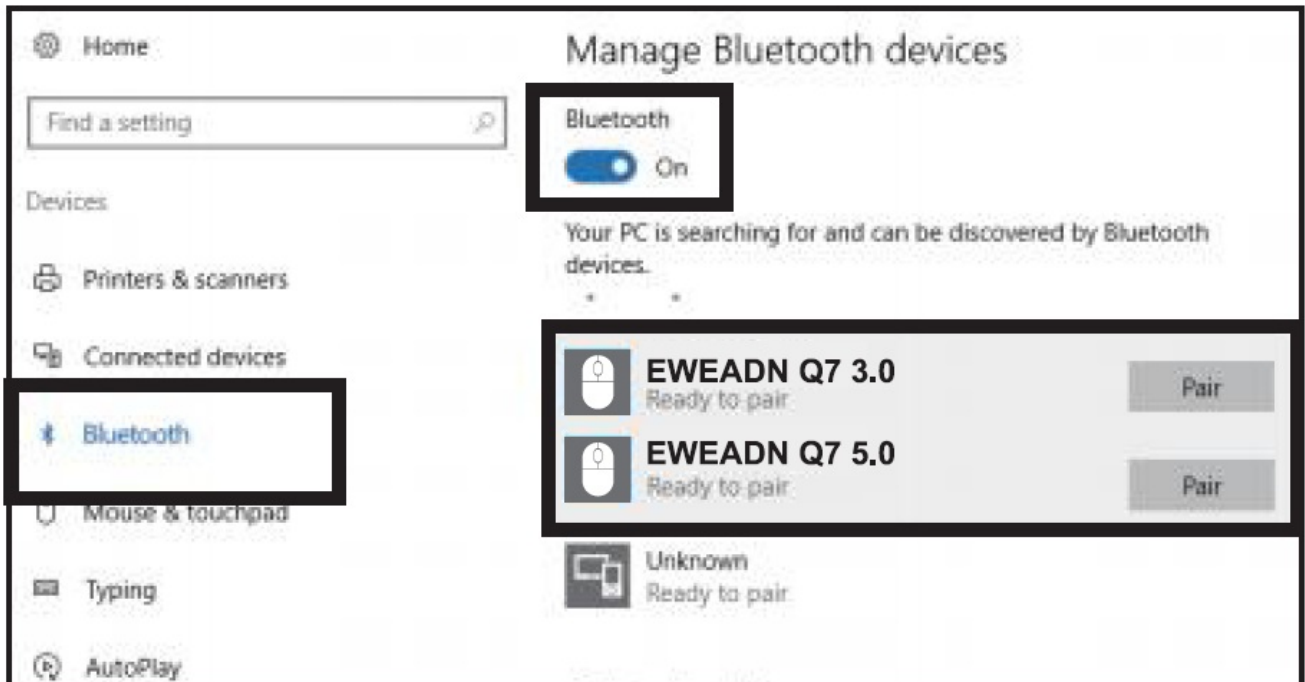 Home
Find a setting
Devices
Printers & scanners
Connected devices
Bluetooth
Mouse & touchpad
Typing
AutoPlay
Manage Bluetooth devices
Bluetooth
On
Your PC is searching for and can be discovered by Bluetooth
devices.
EWEADN Q7 3.0
Ready to pair
Pair
EWEADN Q7 5.0
Ready to pair
Pair
Unknown
Ready to pair